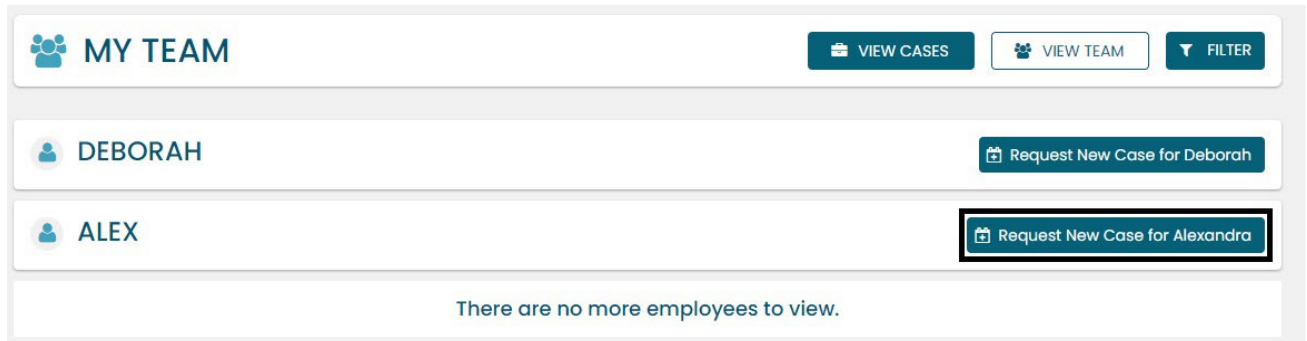 MY TEAM
VIEW CASES
VIEW TEAM
FILTER
DEBORAH
Request New Case for Deborah
ALEX
Request New Case for Alexandra
There are no more employees to view.